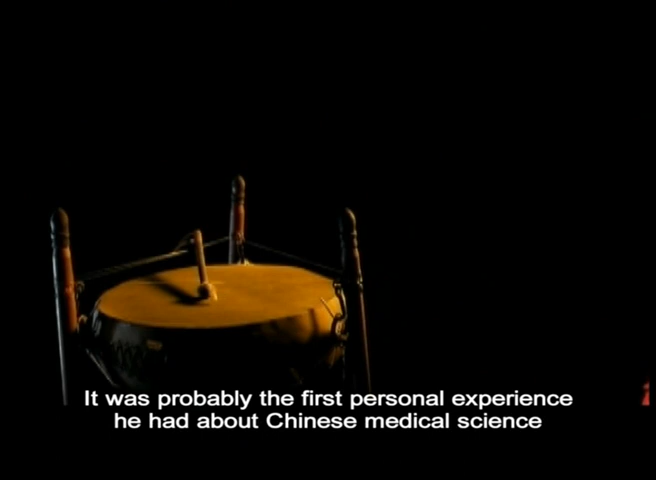 It was probably the first personal experience
he had about Chinese medical science